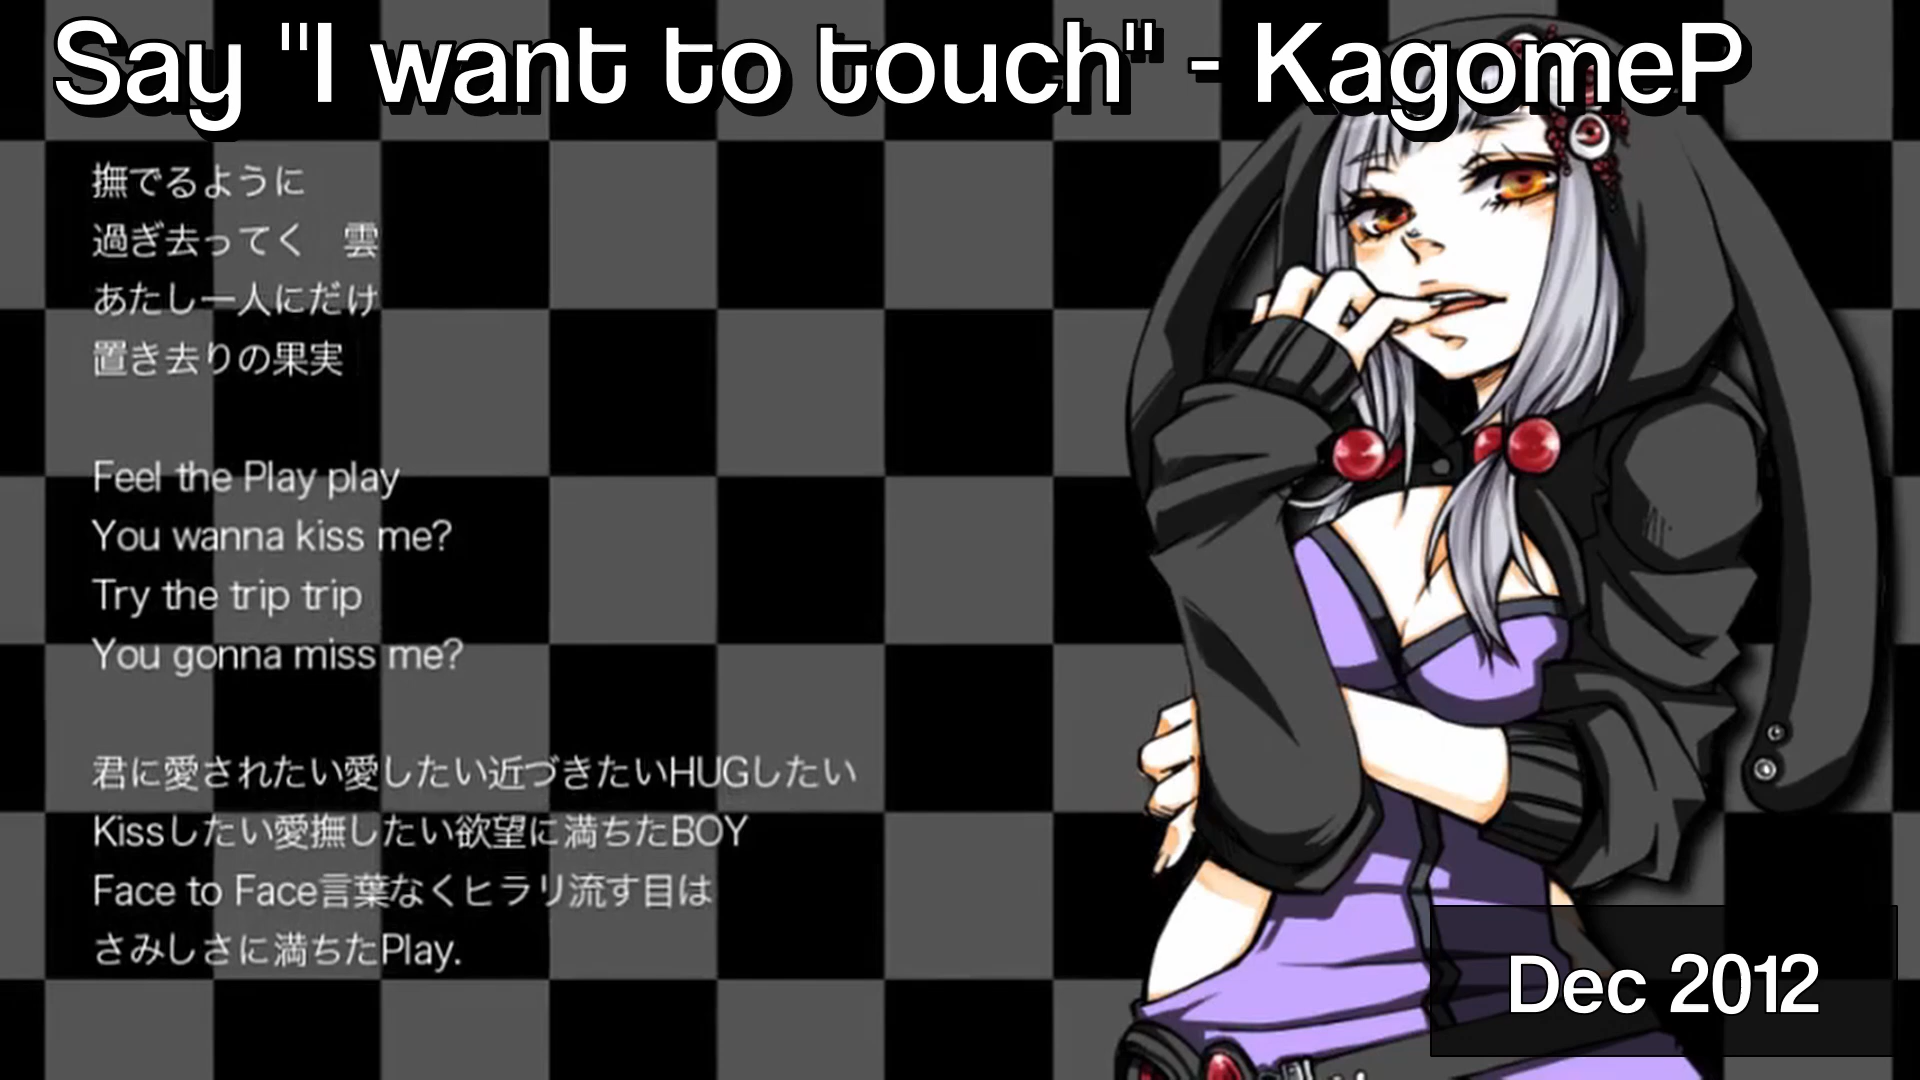 Say "I want to touch" - KagomeP
撫でるように
過ぎ去ってく　雲
あたし一人にだけ
置き去りの果実
Feel the Play play
You wanna kiss me?
Try the trip trip
You gonna miss me?
君に愛されたい愛したい近づきたいHUGしたい
Kissしたい愛撫したい欲望に満ちたBOY
Face to Face言葉なくヒラリ流す目は
さみしさに満ちたPlay.
Dec 2012